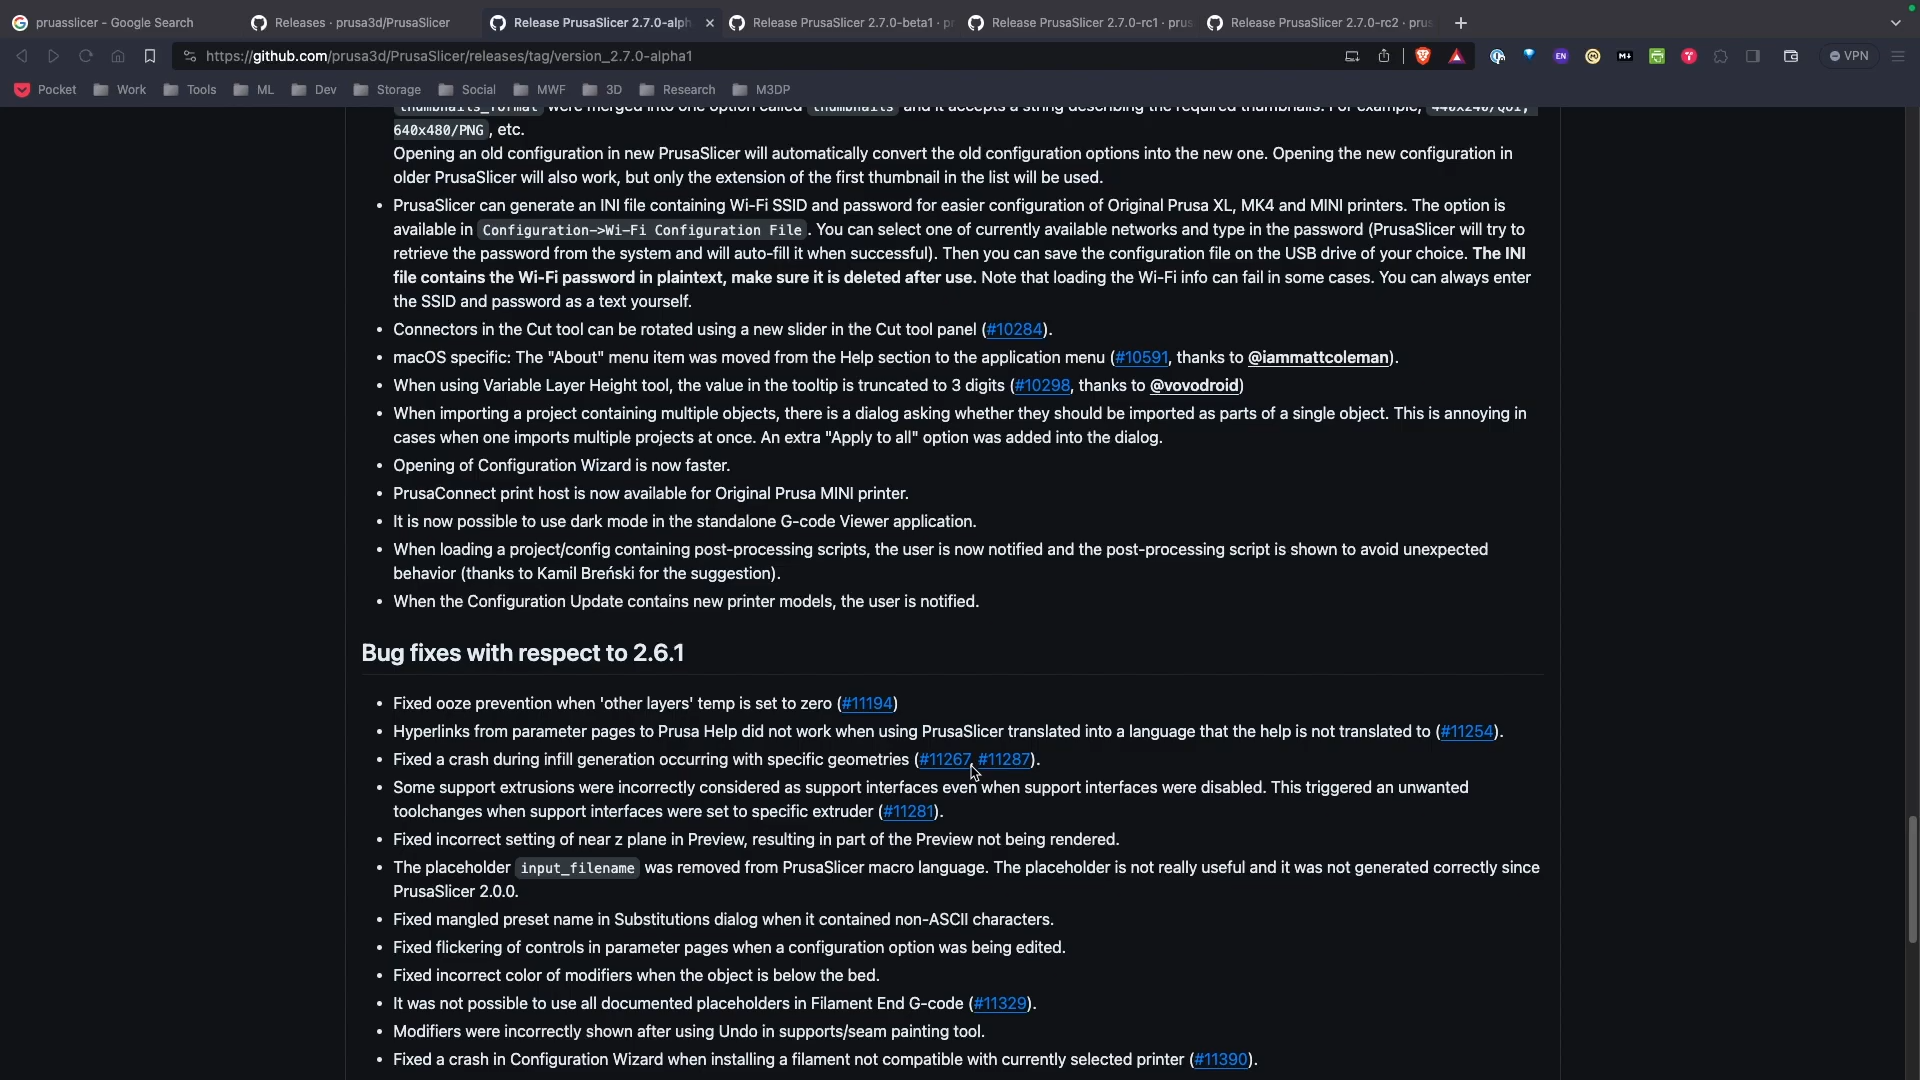 pruasslicer - Google Search
Releases · prusa3d/PrusaSlicer
Release PrusaSlicer 2.7.0-alph
Release PrusaSlicer 2.7.0-beta1 · pr
Release PrusaSlicer 2.7.0-rc1 · prus
Release PrusaSlicer 2.7.0-rc2 · prus
https://github.com/prusa3d/PrusaSlicer/releases/tag/version_2.7.0-alpha1
EN
VPN
Pocket Work Tools ML Dev Storage Social MWF 3D Research M3DP
thumbnails_format were merged into one option called thumbnails and it accepts a string describing the required thumbnails. For example, 440x240/QOI,
640x480/PNG , etc.
Opening an old configuration in new PrusaSlicer will automatically convert the old configuration options into the new one. Opening the new configuration in
older PrusaSlicer will also work, but only the extension of the first thumbnail in the list will be used.
• PrusaSlicer can generate an INI file containing Wi-Fi SSID and password for easier configuration of Original Prusa XL, MK4 and MINI printers. The option is
available in Configuration->Wi-Fi Configuration File . You can select one of currently available networks and type in the password (PrusaSlicer will try to
retrieve the password from the system and will auto-fill it when successful). Then you can save the configuration file on the USB drive of your choice. The INI
file contains the Wi-Fi password in plaintext, make sure it is deleted after use. Note that loading the Wi-Fi info can fail in some cases. You can always enter
the SSID and password as a text yourself.
• Connectors in the Cut tool can be rotated using a new slider in the Cut tool panel (#10284).
• macOS specific: The "About" menu item was moved from the Help section to the application menu (#10591, thanks to @iammattcoleman).
• When using Variable Layer Height tool, the value in the tooltip is truncated to 3 digits (#10298, thanks to @vovodroid)
• When importing a project containing multiple objects, there is a dialog asking whether they should be imported as parts of a single object. This is annoying in
cases when one imports multiple projects at once. An extra "Apply to all" option was added into the dialog.
• Opening of Configuration Wizard is now faster.
• PrusaConnect print host is now available for Original Prusa MINI printer.
• It is now possible to use dark mode in the standalone G-code Viewer application.
• When loading a project/config containing post-processing scripts, the user is now notified and the post-processing script is shown to avoid unexpected
behavior (thanks to Kamil Breński for the suggestion).
• When the Configuration Update contains new printer models, the user is notified.
Bug fixes with respect to 2.6.1
• Fixed ooze prevention when 'other layers' temp is set to zero (#11194)
• Hyperlinks from parameter pages to Prusa Help did not work when using PrusaSlicer translated into a language that the help is not translated to (#11254).
• Fixed a crash during infill generation occurring with specific geometries (#11267, #11287).
• Some support extrusions were incorrectly considered as support interfaces even when support interfaces were disabled. This triggered an unwanted
toolchanges when support interfaces were set to specific extruder (#11281).
• Fixed incorrect setting of near z plane in Preview, resulting in part of the Preview not being rendered.
• The placeholder input_filename was removed from PrusaSlicer macro language. The placeholder is not really useful and it was not generated correctly since
PrusaSlicer 2.0.0.
• Fixed mangled preset name in Substitutions dialog when it contained non-ASCII characters.
• Fixed flickering of controls in parameter pages when a configuration option was being edited.
• Fixed incorrect color of modifiers when the object is below the bed.
• It was not possible to use all documented placeholders in Filament End G-code (#11329).
• Modifiers were incorrectly shown after using Undo in supports/seam painting tool.
• Fixed a crash in Configuration Wizard when installing a filament not compatible with currently selected printer (#11390).